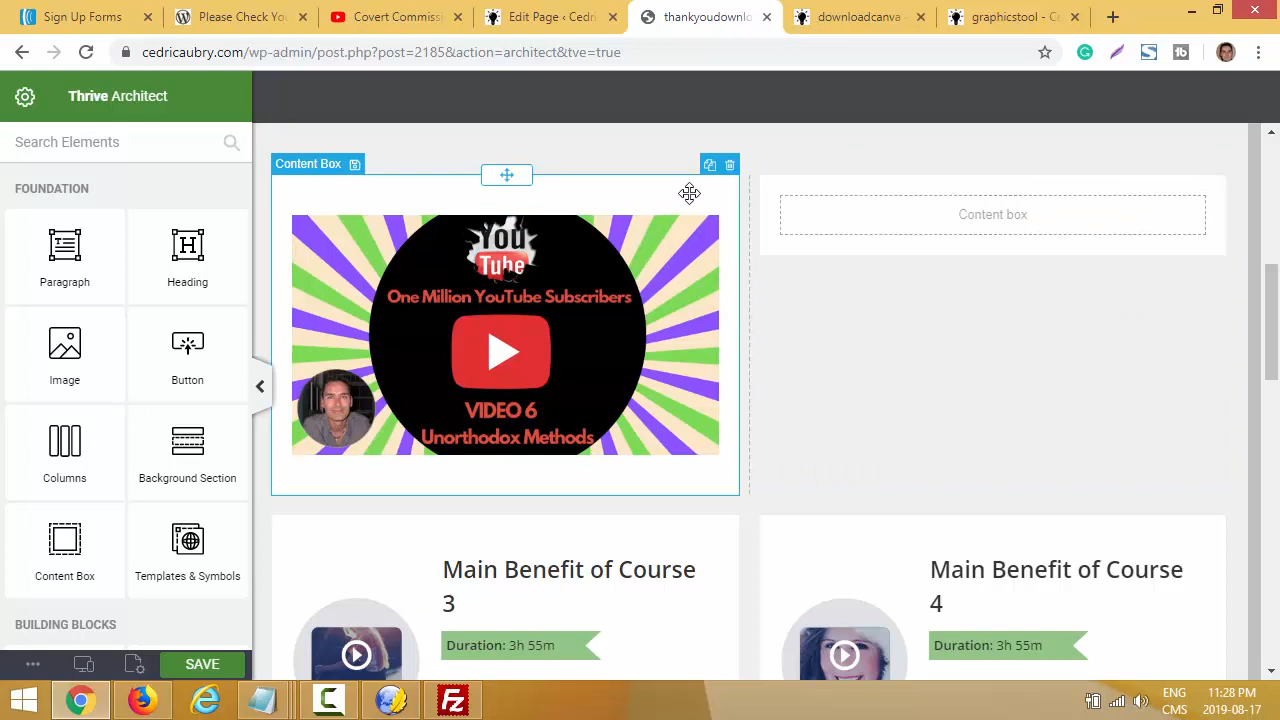 Sign Up Forms
Please Check Yo
Covert Commissi
Edit Page ‹ Cedri
thankyoudownlo
downloadcanva -
graphicstool - Ce
cedricaubry.com/wp-admin/post.php?post=2185&action=architect&tve=true
Thrive Architect
Search Elements
FOUNDATION
Paragraph
Heading
Image
Button
Columns
Background Section
Content Box
Templates & Symbols
BUILDING BLOCKS
SAVE
Content Box
You
Tube
One Million YouTube Subscribers
VIDEO 6
Unorthodox Methods
Content box
Main Benefit of Course
3
Duration: 3h 55m
Main Benefit of Course
4
Duration: 3h 55m
ENG
CMS
11:28 PM
2019-08-17